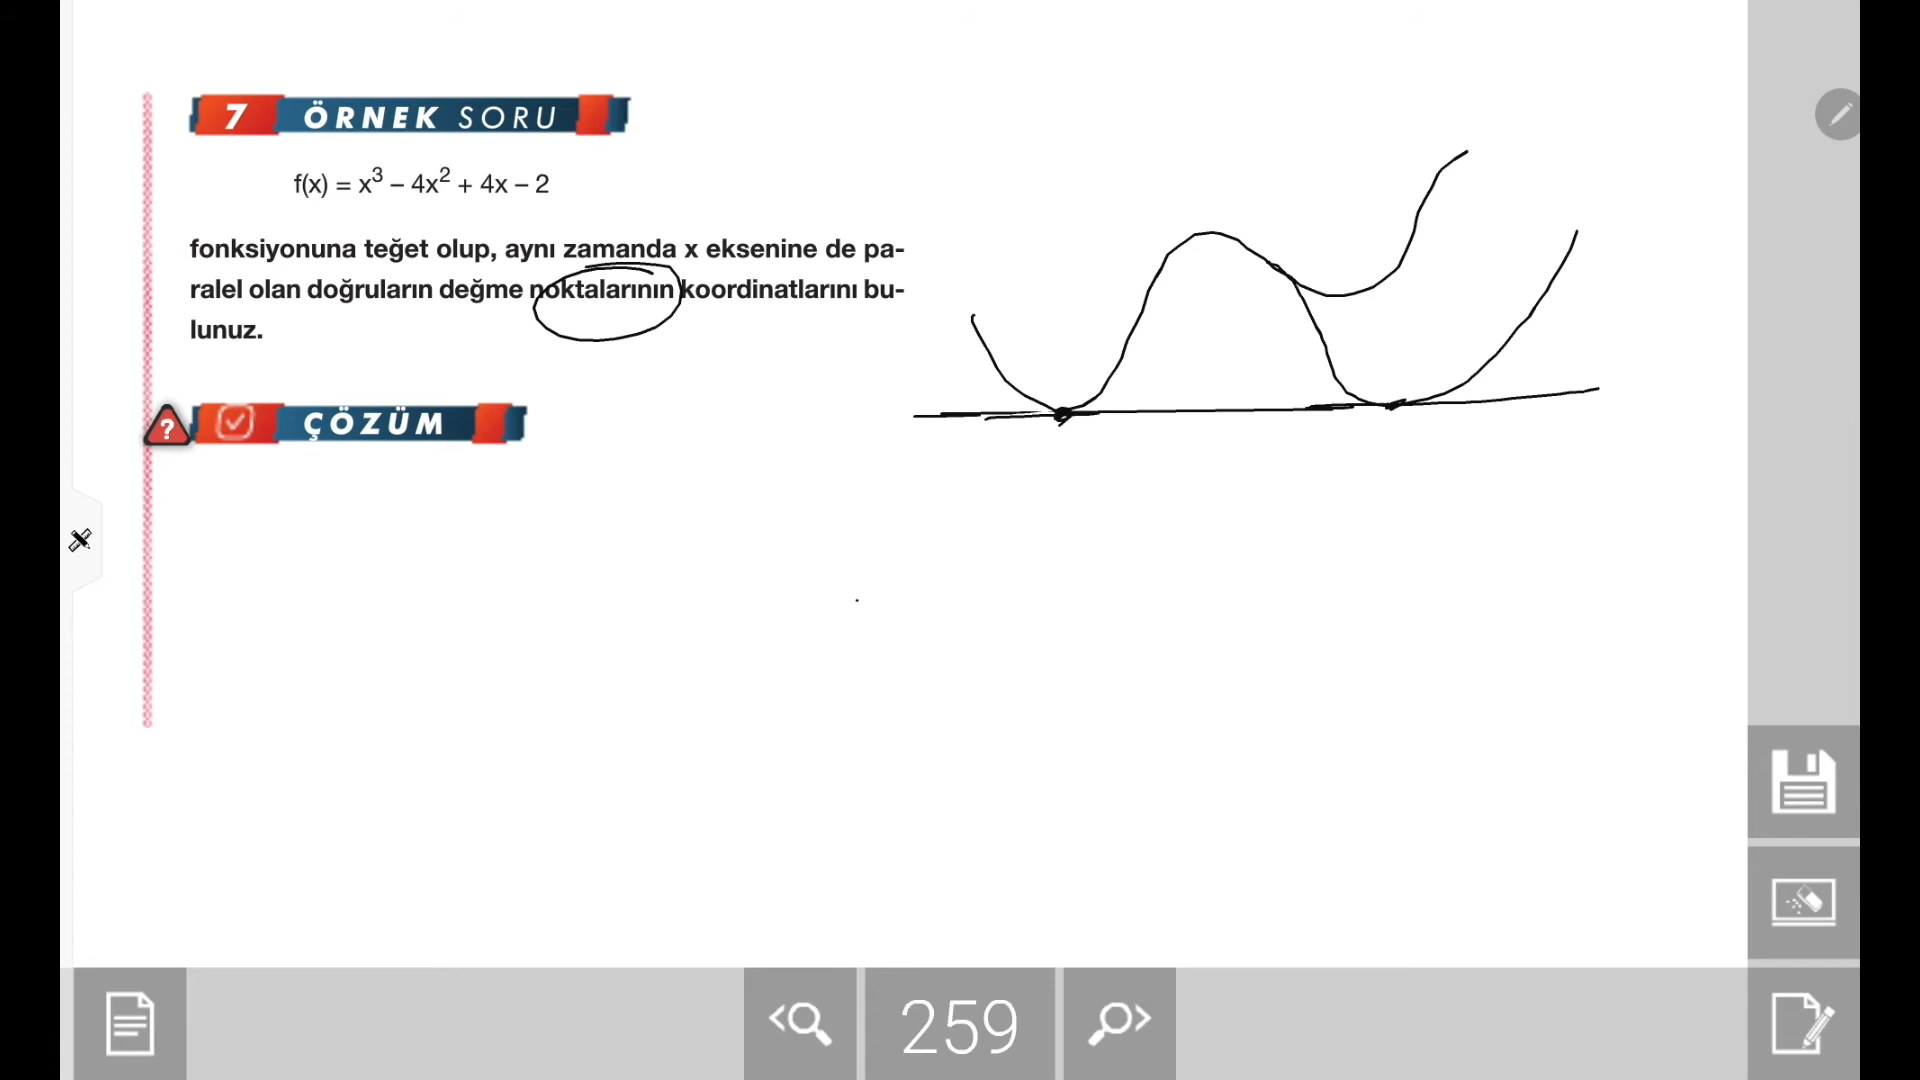 7 ÖRNEK SORU
f(x) = x³ – 4x² + 4x – 2
fonksiyonuna teğet olup, aynı zamanda x eksenine de pa-
ralel olan doğruların değme noktalarının koordinatlarını bu-
lunuz.
? ÇÖZÜM
259